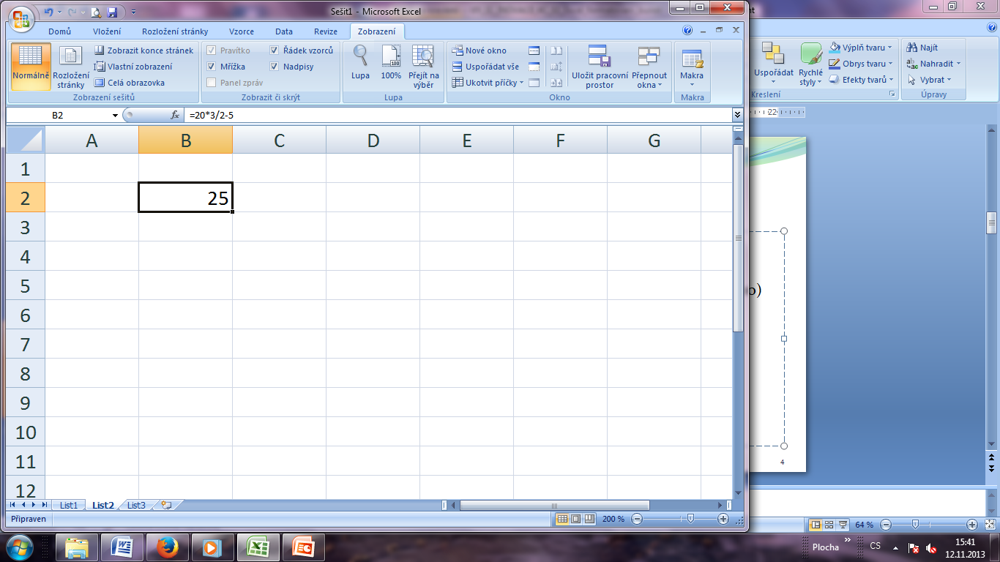 Sešit1 - Microsoft Excel
nt
Domů Vložení Rozložení stránky Vzorce Data Revize Zobrazení
Normálně
Rozložení stránky
Zobrazit konce stránek
Vlastní zobrazení
Celá obrazovka
Zobrazení sešitů
Pravítko
Mřížka
Panel zpráv
Řádek vzorců
Nadpisy
Zobrazit či skrýt
Lupa
100%
Přejít na výběr
Lupa
Nové okno
Uspořádat vše
Ukotvit příčky
Uložit pracovní prostor
Přepnout okna
Okno
Makra
Makra
Uspořádat
Rychlé styly
Výplň tvaru
Obrys tvaru
Efekty tvarů
Kreslení
Najít
Nahradit
Vybrat
Úpravy
B2
fx
=20*3/2-5
22
A B C D E F G
1
2 25
3
4
5
6
7
8
9
10
11
12
o)
4
List1 List2 List3
Připraven
200 %
64 %
Plocha
CS
15:41
12.11.2013